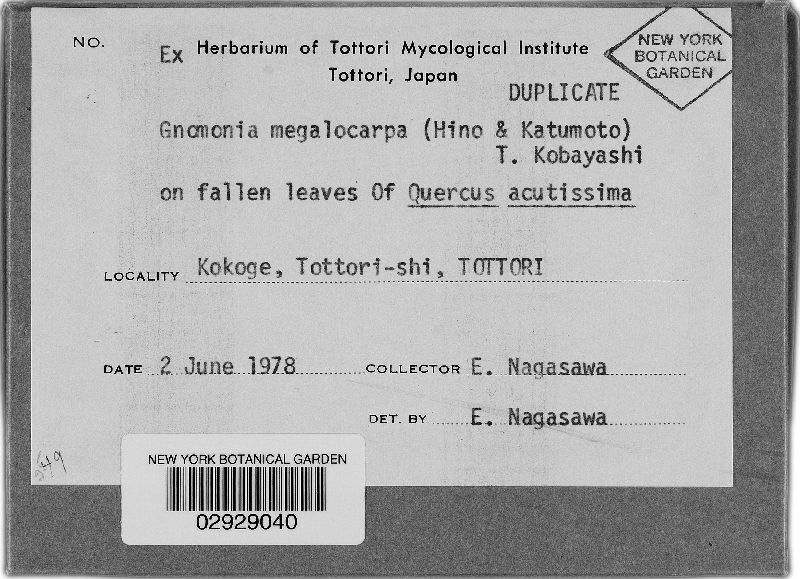 NO.
Ex Herbarium of Tottori Mycological Institute
Tottori, Japan
NEW YORK
BOTANICAL
GARDEN
DUPLICATE
Gnomonia megalocarpa (Hino & Katumoto)
T. Kobayashi
on fallen leaves Of Quercus acutissima
LOCALITY Kokoge, Tottori-shi, TOTTORI
DATE 2 June 1978 COLLECTOR E. Nagasawa
DET. BY E. Nagasawa
NEW YORK BOTANICAL GARDEN
02929040